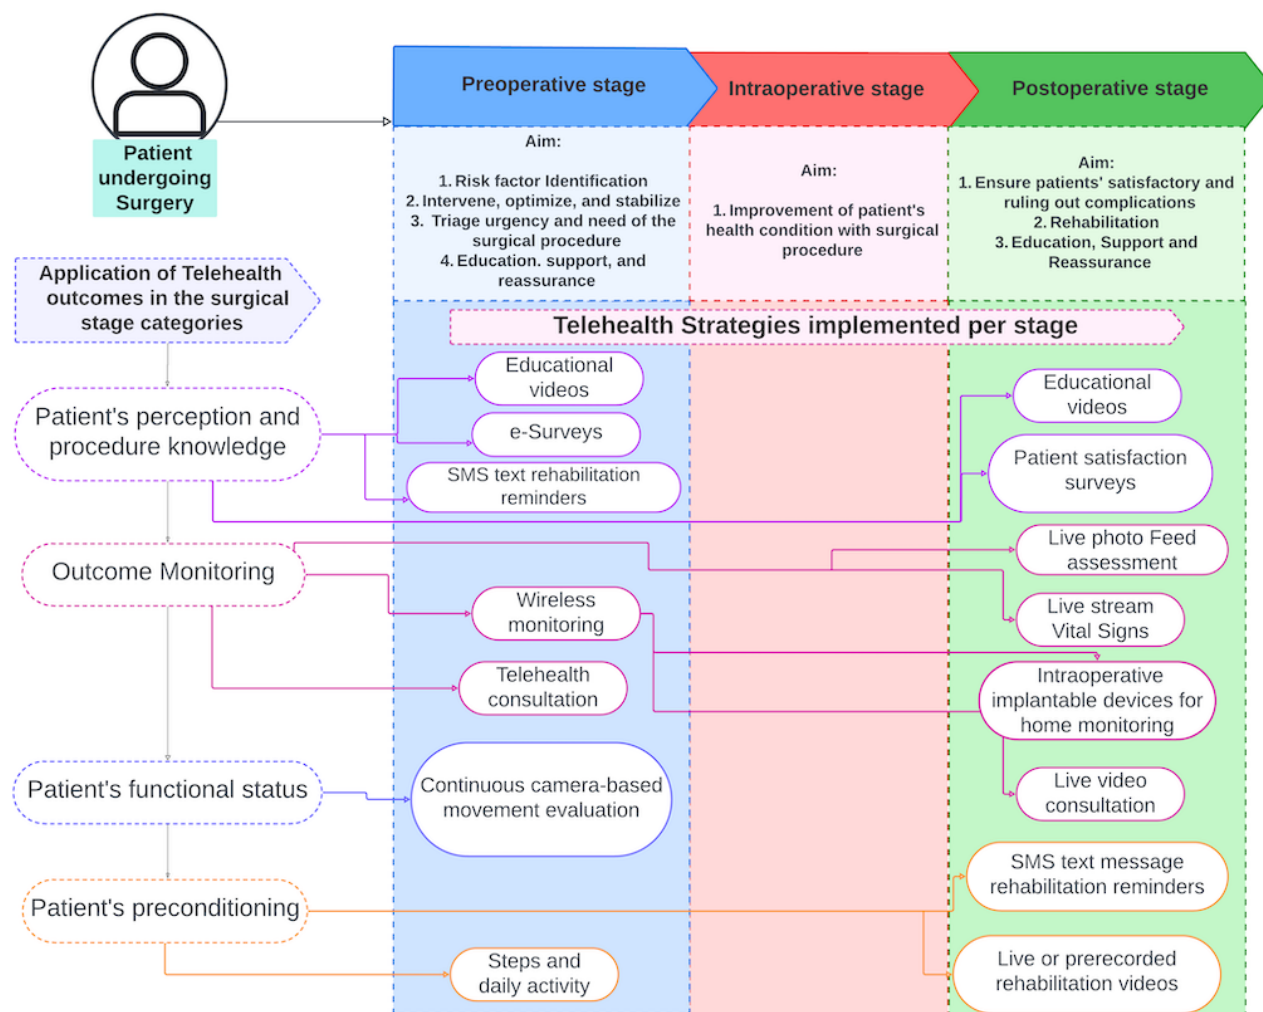 Patient
undergoing
Surgery
Preoperative stage
Intraoperative stage
Postoperative stage
Aim:
1. Risk factor Identification
2. Intervene, optimize, and stabilize
3. Triage urgency and need of the
surgical procedure
4. Education. support, and
reassurance
Aim:
1. Improvement of patient's
health condition with surgical
procedure
Aim:
1. Ensure patients' satisfactory and
ruling out complications
2. Rehabilitation
3. Education, Support and
Reassurance
Application of Telehealth
outcomes in the surgical
stage categories
Telehealth Strategies implemented per stage
Patient's perception and
procedure knowledge
Educational
videos
e-Surveys
SMS text rehabilitation
reminders
Educational
videos
Patient satisfaction
surveys
Outcome Monitoring
Wireless
monitoring
Telehealth
consultation
Live photo Feed
assessment
Live stream
Vital Signs
Intraoperative
implantable devices for
home monitoring
Live video
consultation
Patient's functional status
Continuous camera-based
movement evaluation
Patient's preconditioning
Steps and
daily activity
SMS text message
rehabilitation reminders
Live or prerecorded
rehabilitation videos